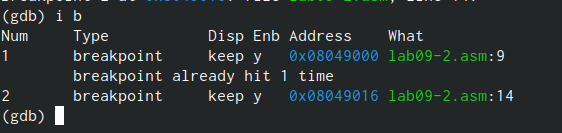 (gdb) i b
Num     Type           Disp Enb Address    What
1       breakpoint     keep y   0x08049000 lab09-2.asm:9
        breakpoint already hit 1 time
2       breakpoint     keep y   0x08049016 lab09-2.asm:14
(gdb)